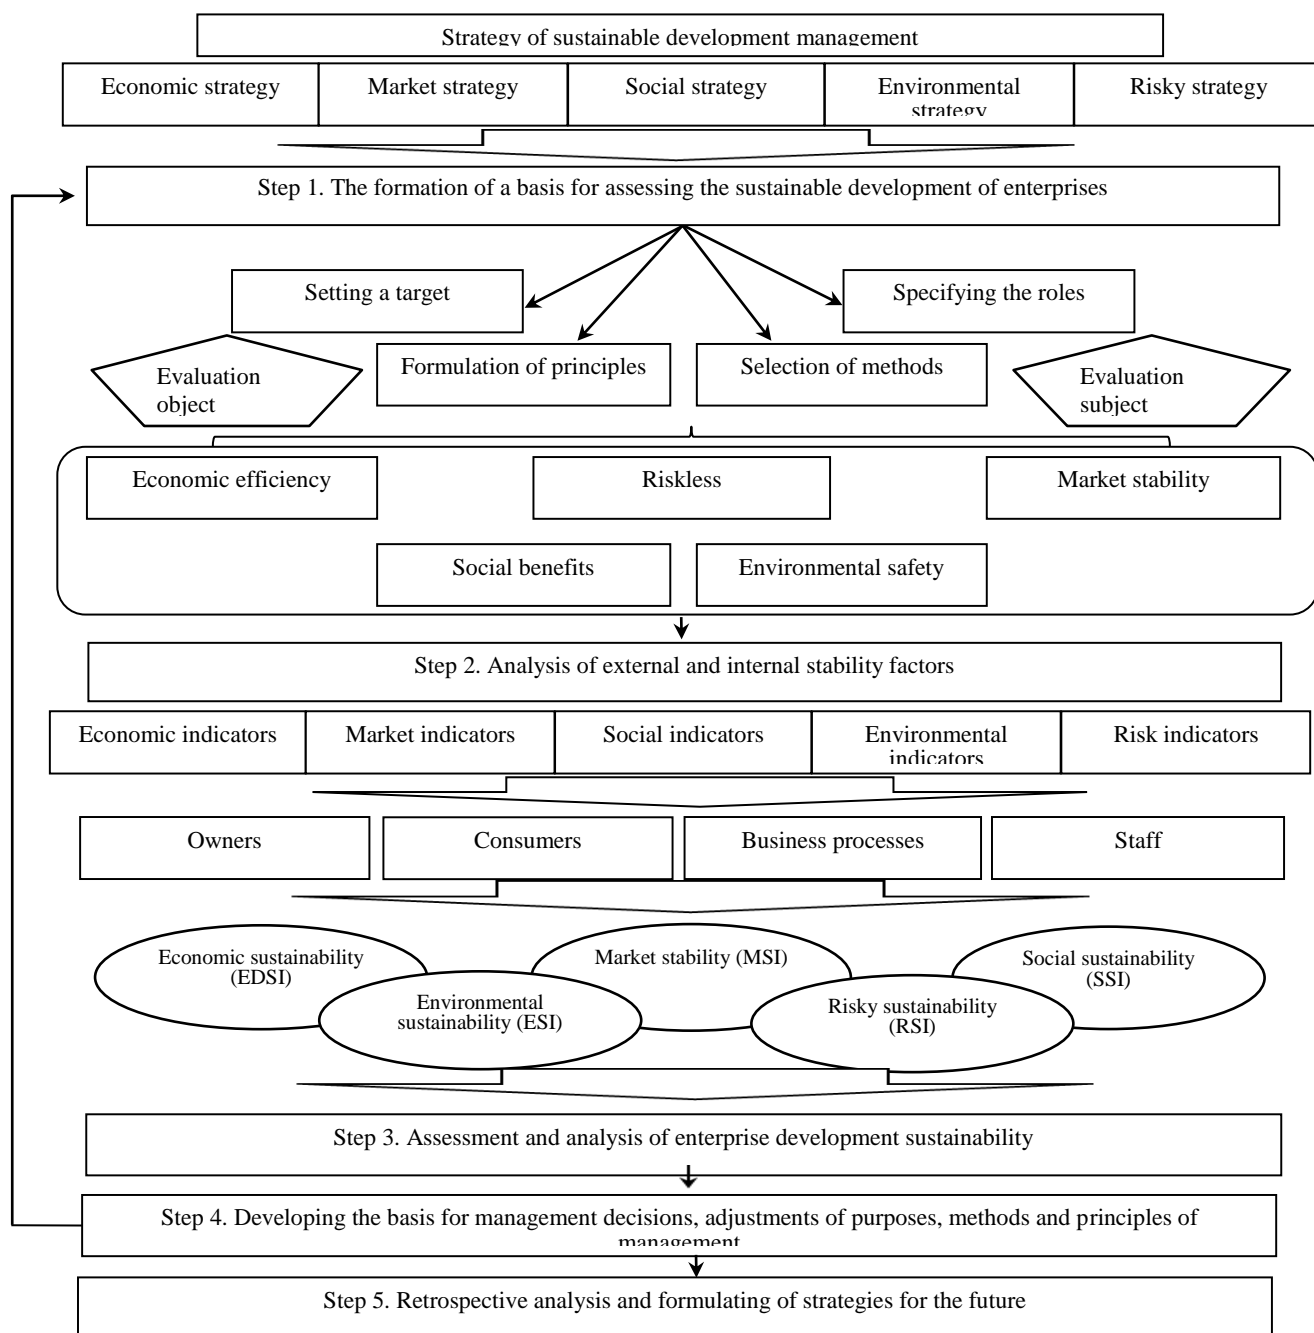 Strategy of sustainable development management
Economic strategy
Market strategy
Social strategy
Environmental
strategy
Risky strategy
Step 1. The formation of a basis for assessing the sustainable development of enterprises
Setting a target
Specifying the roles
Formulation of principles
Selection of methods
Evaluation
object
Evaluation
subject
Economic efficiency
Riskless
Market stability
Social benefits
Environmental safety
Step 2. Analysis of external and internal stability factors
Economic indicators
Market indicators
Social indicators
Environmental
indicators
Risk indicators
Owners
Consumers
Business processes
Staff
Economic sustainability
(EDSI)
Market stability (MSI)
Social sustainability
(SSI)
Environmental
sustainability (ESI)
Risky sustainability
(RSI)
Step 3. Assessment and analysis of enterprise development sustainability
Step 4. Developing the basis for management decisions, adjustments of purposes, methods and principles of
management
Step 5. Retrospective analysis and formulating of strategies for the future